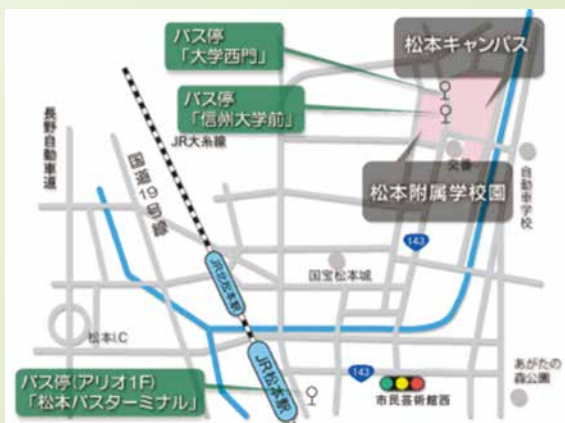 バス停
「大学西門」
松本キャンパス
バス停
「信州大学前」
JR大糸線
長野自動車道
国道19号線
松本附属学校園
交番
自動車学校
143
国宝松本城
JR北松本駅
松本I.C
JR松本駅
バス停(アリオ1F)
「松本バスターミナル」
143
市民芸術館西
あがたの
森公園